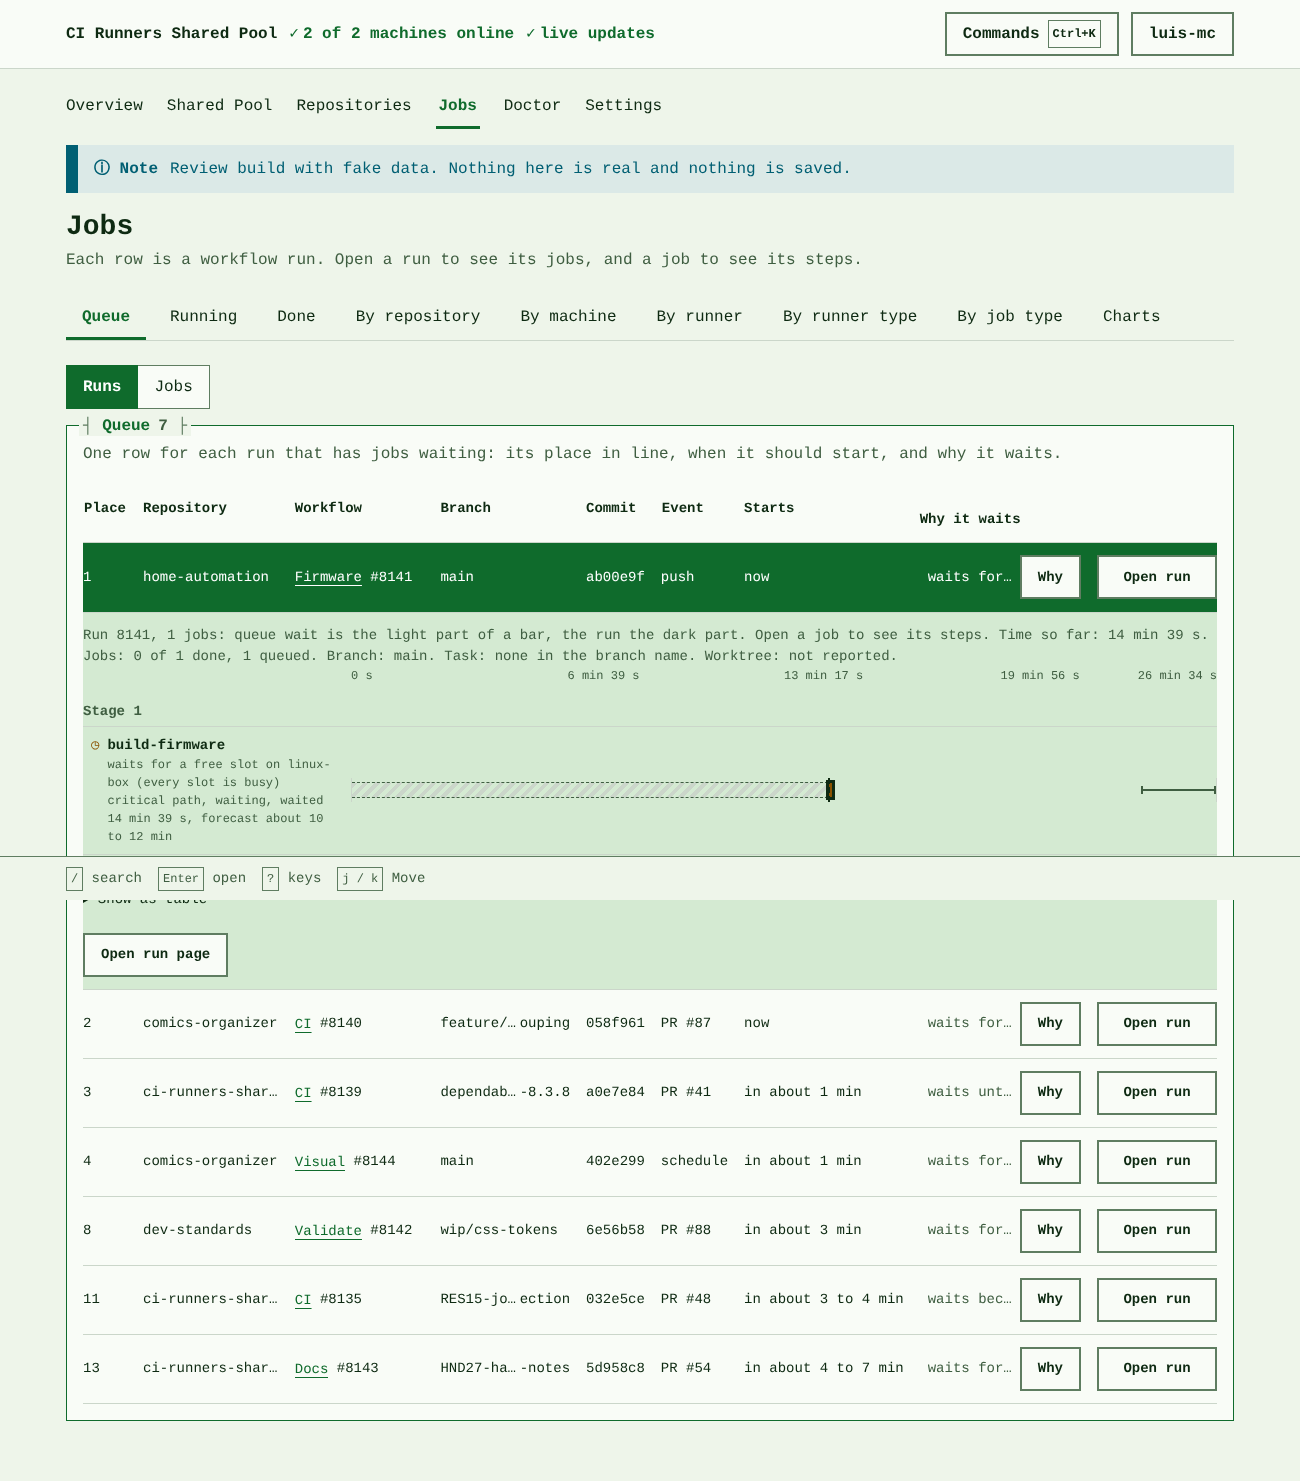 CI Runners Shared Pool ✓ 2 of 2 machines online ✓ live updates Commands Ctrl+K luis-mc
Overview Shared Pool Repositories Jobs Doctor Settings
ⓘ Note Review build with fake data. Nothing here is real and nothing is saved.
Jobs
Each row is a workflow run. Open a run to see its jobs, and a job to see its steps.
Queue Running Done By repository By machine By runner By runner type By job type Charts
Runs Jobs
Queue 7
One row for each run that has jobs waiting: its place in line, when it should start, and why it waits.
Place Repository Workflow Branch Commit Event Starts Why it waits
1 home-automation Firmware #8141 main ab00e9f push now waits for… Why Open run
Run 8141, 1 jobs: queue wait is the light part of a bar, the run the dark part. Open a job to see its steps. Time so far: 14 min 39 s.
Jobs: 0 of 1 done, 1 queued. Branch: main. Task: none in the branch name. Worktree: not reported.
0 s 6 min 39 s 13 min 17 s 19 min 56 s 26 min 34 s
Stage 1
◷ build-firmware
waits for a free slot on linux-
box (every slot is busy)
critical path, waiting, waited
14 min 39 s, forecast about 10
to 12 min
/ search Enter open ? keys j / k Move
Show as table
Open run page
2 comics-organizer CI #8140 feature/… ouping 058f961 PR #87 now waits for… Why Open run
3 ci-runners-shar… CI #8139 dependab… -8.3.8 a0e7e84 PR #41 in about 1 min waits unt… Why Open run
4 comics-organizer Visual #8144 main 402e299 schedule in about 1 min waits for… Why Open run
8 dev-standards Validate #8142 wip/css-tokens 6e56b58 PR #88 in about 3 min waits for… Why Open run
11 ci-runners-shar… CI #8135 RES15-jo… ection 032e5ce PR #48 in about 3 to 4 min waits bec… Why Open run
13 ci-runners-shar… Docs #8143 HND27-ha… -notes 5d958c8 PR #54 in about 4 to 7 min waits for… Why Open run